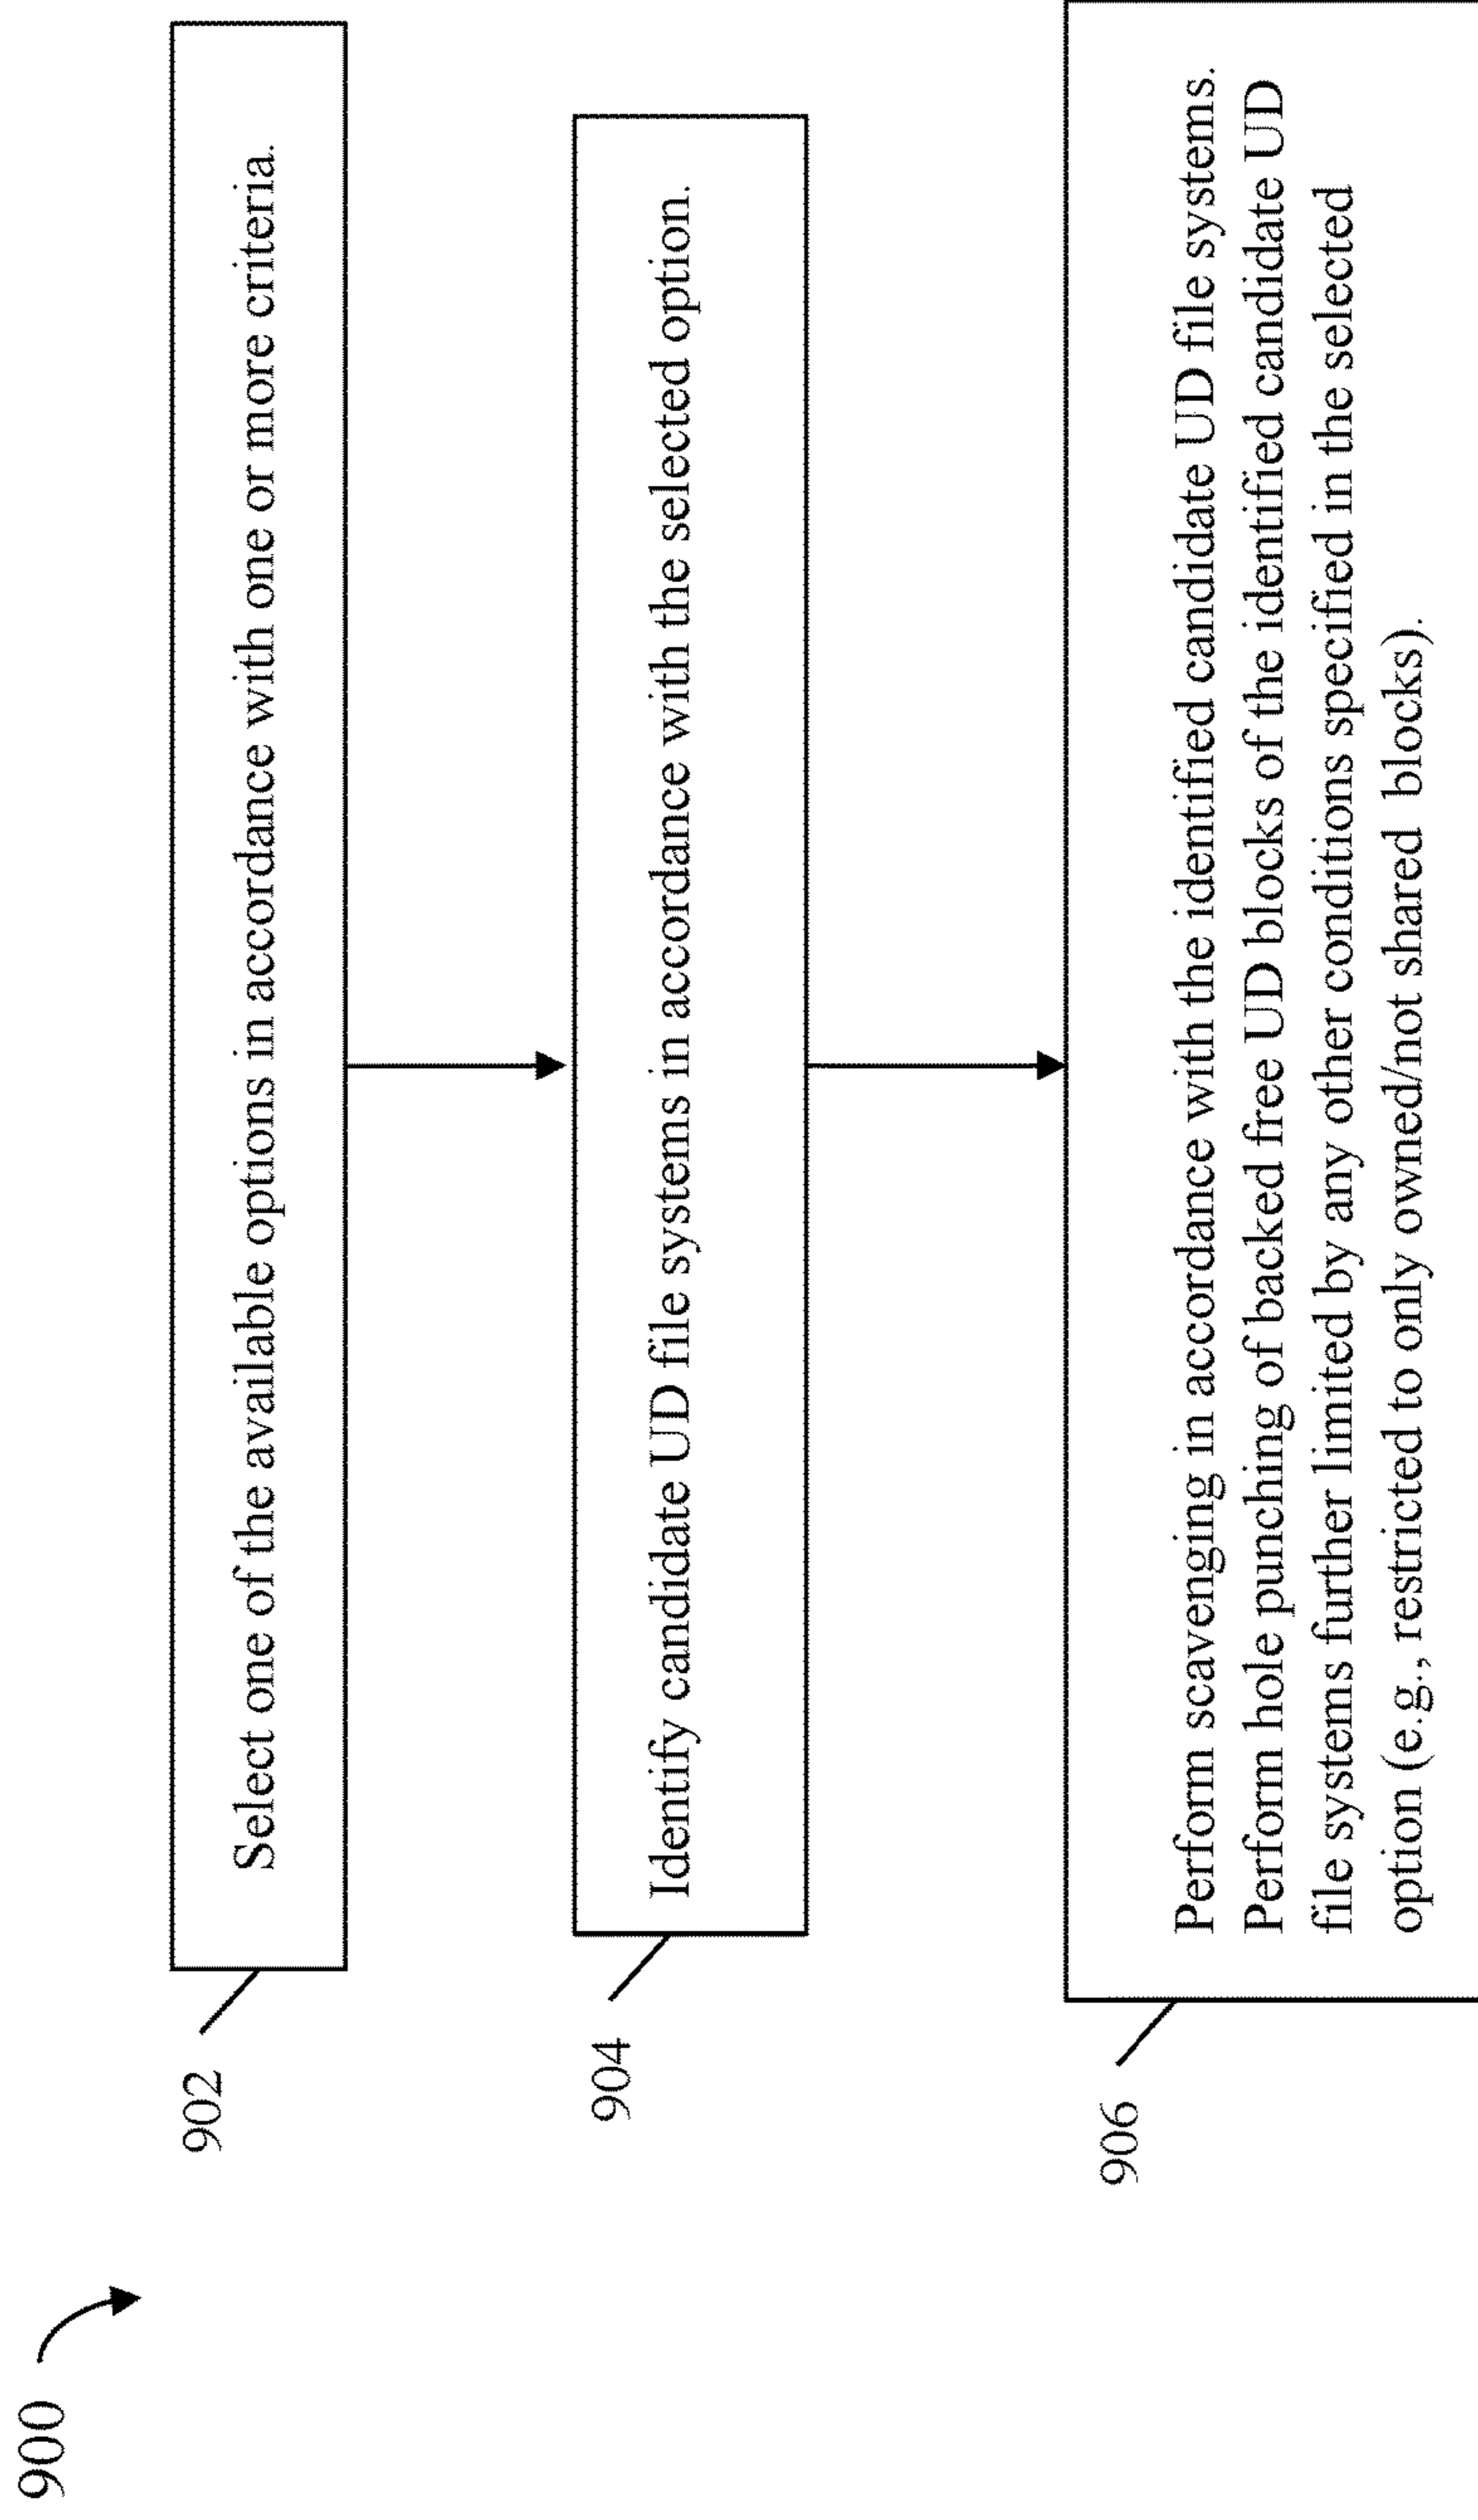 900
902
Select one of the available options in accordance with one or more criteria.
904
Identify candidate UD file systems in accordance with the selected option.
906
Perform scavenging in accordance with the identified candidate UD file systems.
Perform hole punching of backed free UD blocks of the identified candidate UD
file systems further limited by any other conditions specified in the selected
option (e.g., restricted to only owned/not shared blocks).